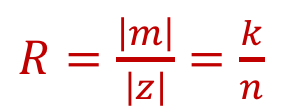 R = |m| / |z| = k / n